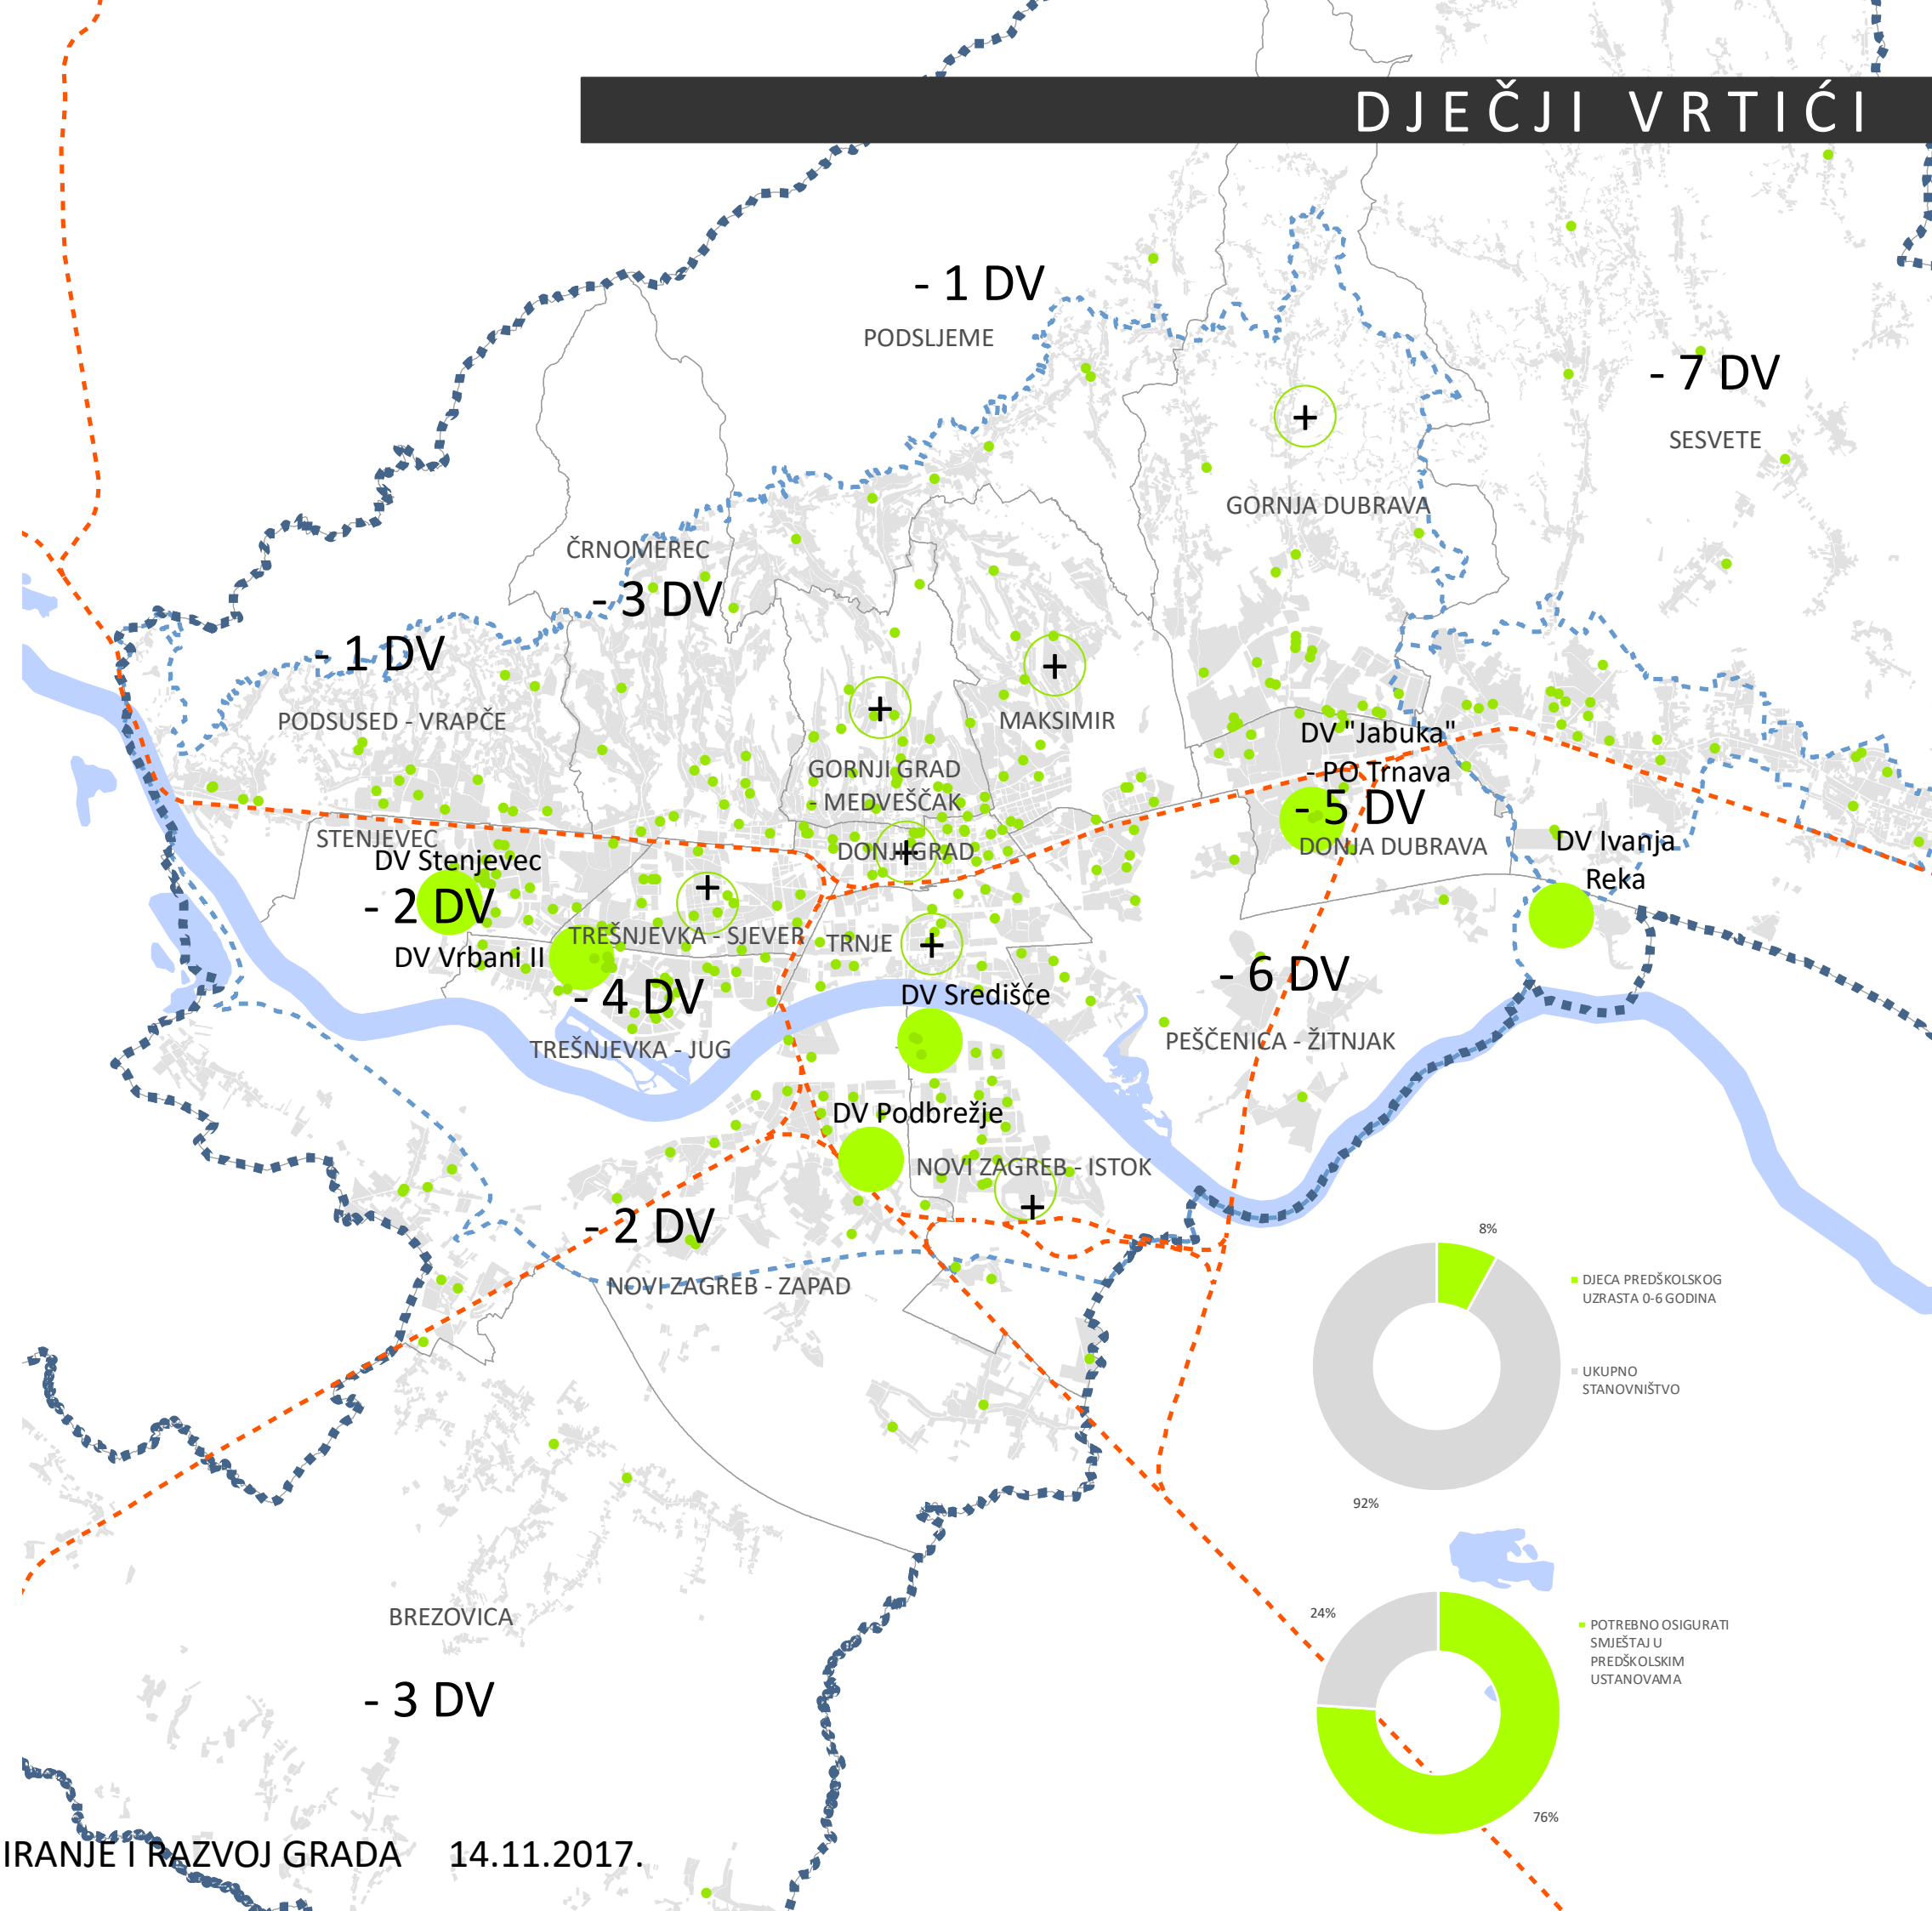 DJEČJI VRTIĆI
- 1 DV
PODSLJEME
- 7 DV
SESVETE
+
GORNJA DUBRAVA
ČRNOMEREC
- 3 DV
- 1 DV
PODSUSED - VRAPČE
+
+
MAKSIMIR
DV "Jabuka"
- PO Trnava
- 5 DV
DONJA DUBRAVA
GORNJI GRAD
- MEDVEŠČAK
DONJI GRAD
+
STENJEVEC
DV Stenjevec
- 2 DV
DV Ivanja
Reka
+
TREŠNJEVKA - SJEVER
TRNJE
+
DV Vrbani II
- 4 DV
TREŠNJEVKA - JUG
DV Središće
- 6 DV
PEŠČENICA - ŽITNJAK
DV Podbrežje
NOVI ZAGREB - ISTOK
+
- 2 DV
NOVI ZAGREB - ZAPAD
8%
DJECA PREDŠKOLSKOG
UZRASTA 0-6 GODINA
UKUPNO
STANOVNIŠTVO
92%
BREZOVICA
- 3 DV
24%
POTREBNO OSIGURATI
SMJEŠTAJ U
PREDŠKOLSKIM
USTANOVAMA
76%
IRANJE I RAZVOJ GRADA 14.11.2017.